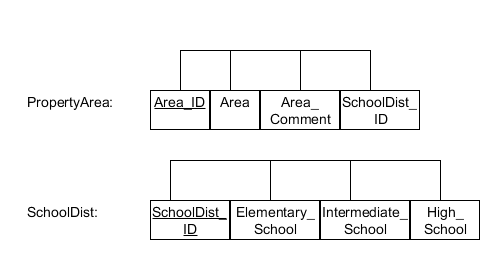 PropertyArea: Area_ID Area Area_ SchoolDist_
Comment ID
SchoolDist: SchoolDist_ Elementary_ Intermediate_ High_
ID School School School